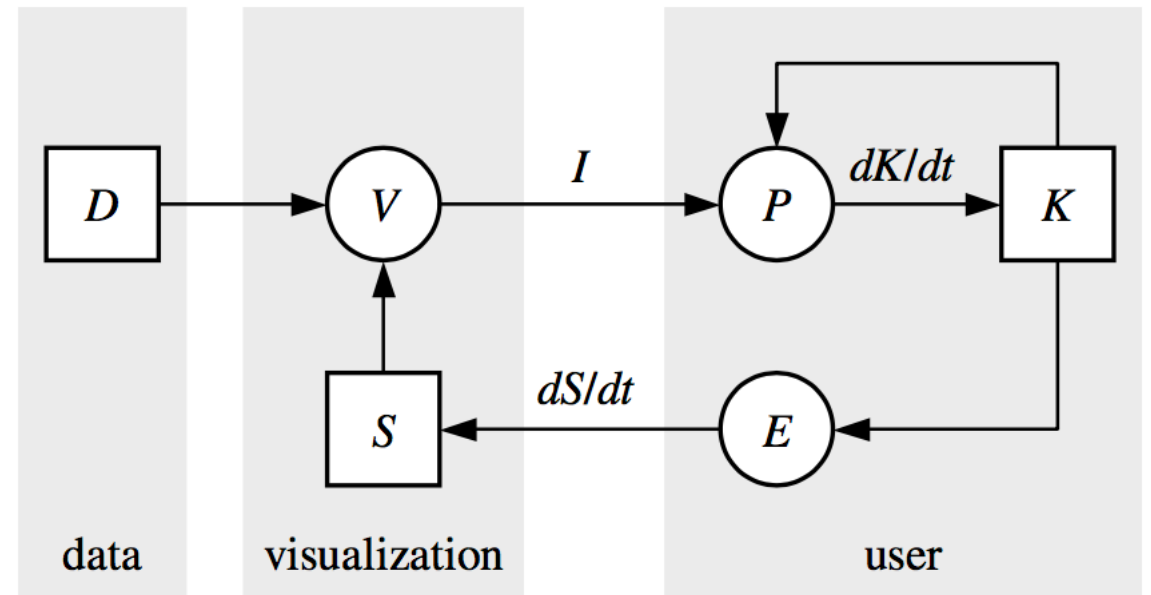 I
dK/dt
D
V
P
K
dS/dt
S
E
data
visualization
user